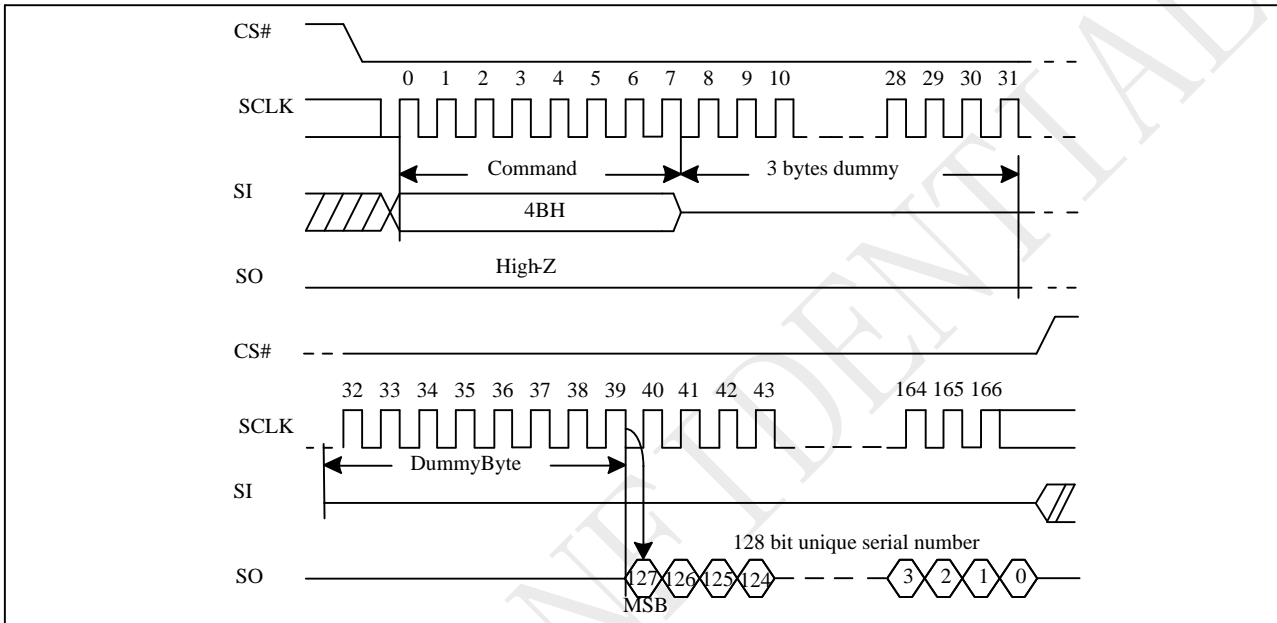 CS#
0 1 2 3 4 5 6 7 8 9 10 28 29 30 31
SCLK
Command 3 bytes dummy
SI
4BH
High-Z
SO
CS#
32 33 34 35 36 37 38 39 40 41 42 43 164 165 166
SCLK
DummyByte
SI
128 bit unique serial number
SO 127 126 125 124 3 2 1 0
MSB